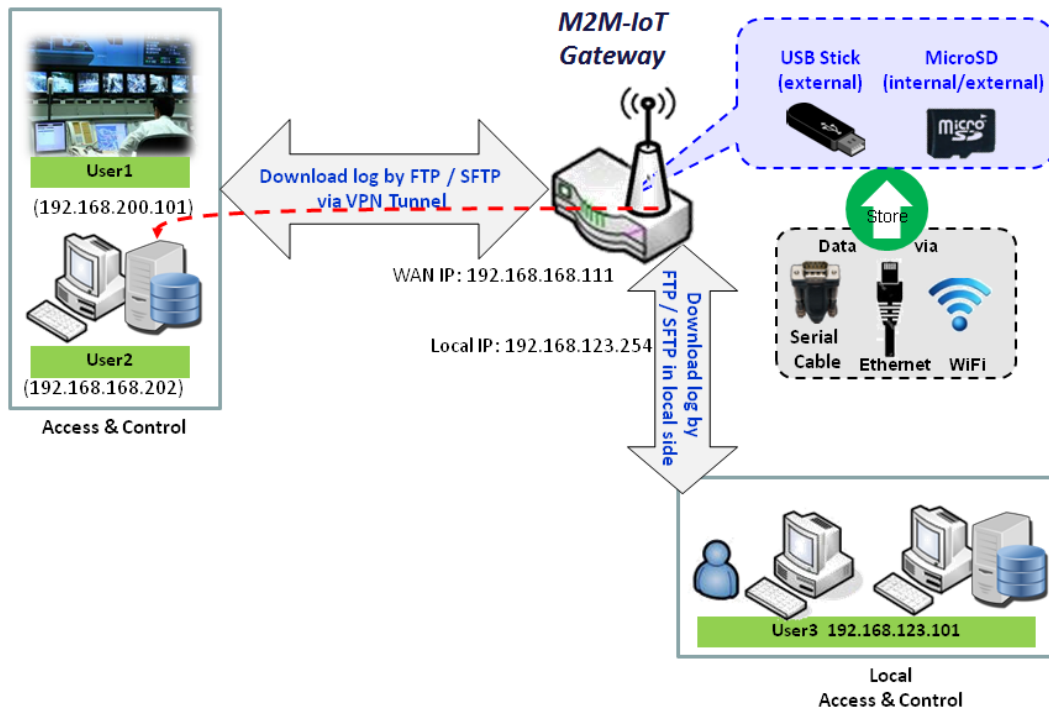 M2M-IoT
Gateway
USB Stick
(external)
MicroSD
(internal/external)
Micro
SD
User1
(192.168.200.101)
Download log by FTP / SFTP
via VPN Tunnel
Store
Data via
Serial
Cable
Ethernet
WiFi
WAN IP: 192.168.168.111
Local IP: 192.168.123.254
Download log by
FTP / SFTP in local side
User2
(192.168.168.202)
Access & Control
User3 192.168.123.101
Local
Access & Control